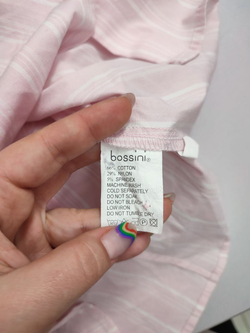 bossini®
COTTON
NYLON
3% SPANDEX
MACHINE WASH
COLD SEPARATELY
DO NOT SOAK
DO NOT BLEACH
LOW IRON
DO NOT TUMBLE DRY